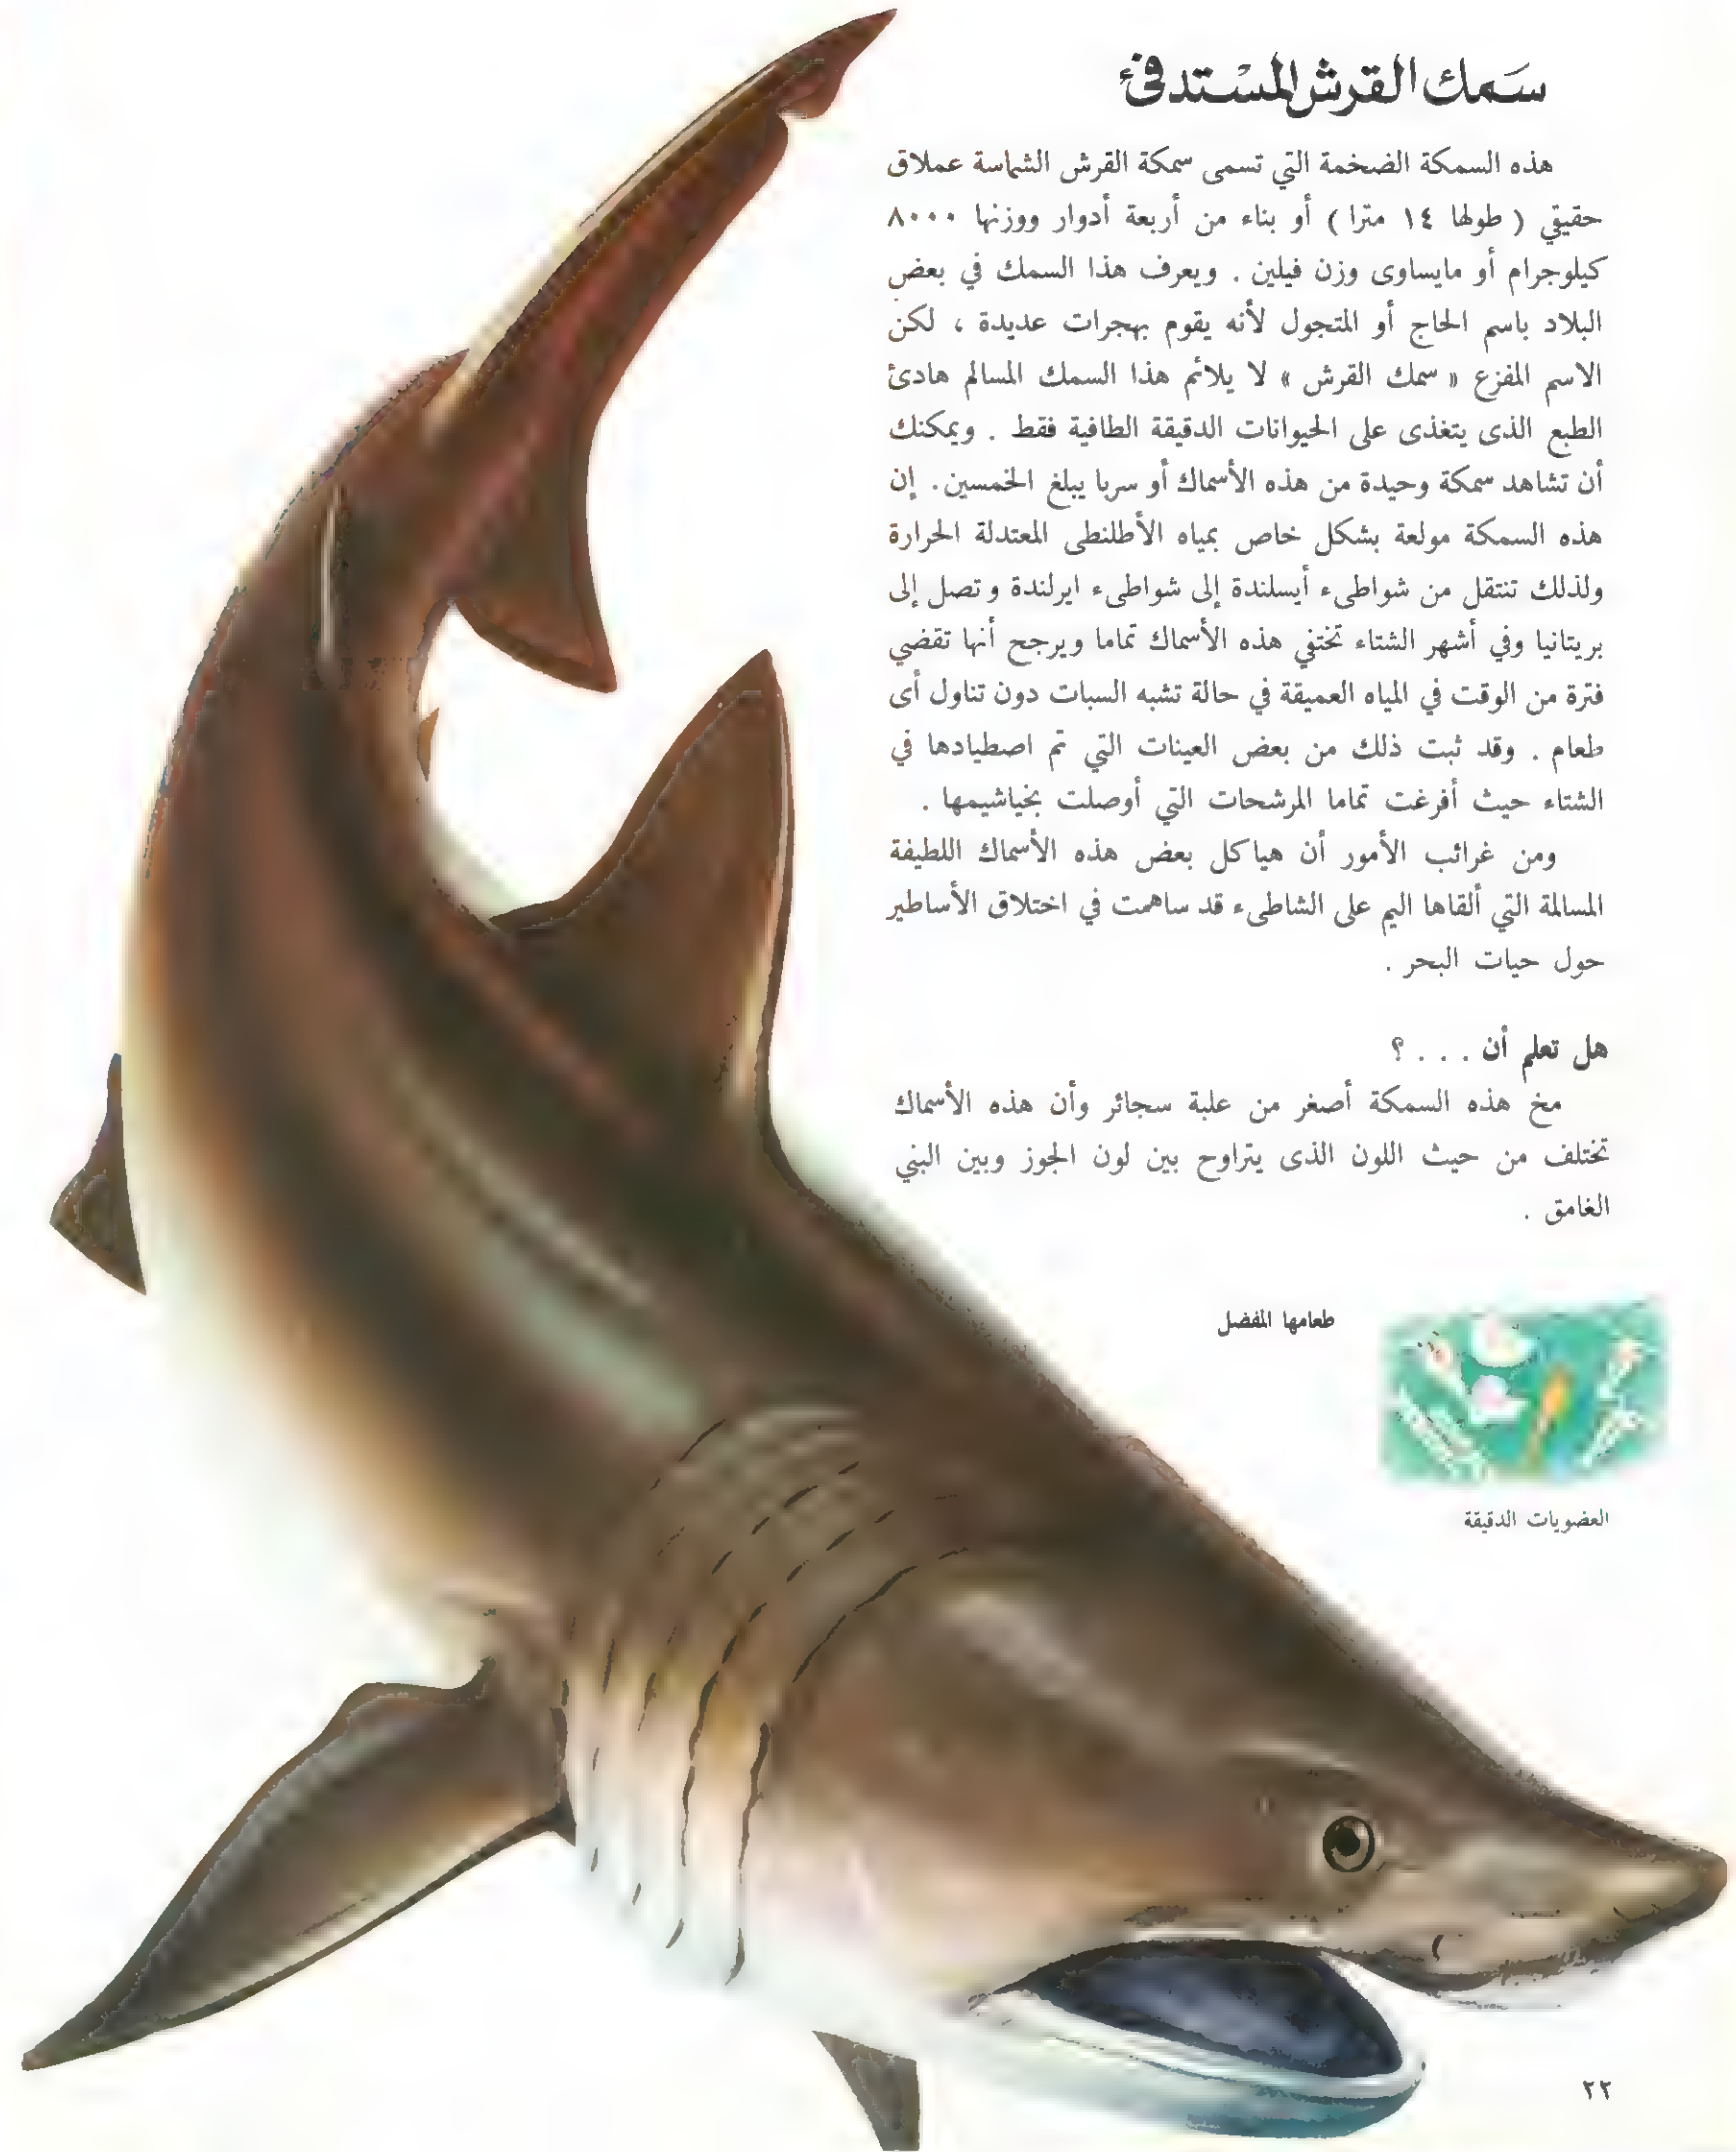 سَمك القرش المسْتدفئ
هذه السمكة الضخمة التي تسمى سمكة القرش الشماسة عملاق
حقيقي ( طولها ١٤ مترا ) أو بناء من أربعة أدوار ووزنها ٨٠٠٠
كيلوجرام أو مايساوى وزن فيلين . ويعرف هذا السمك في بعض
البلاد باسم الحاج أو المتجول لأنه يقوم بهجرات عديدة ، لكن
الاسم المفزع « سمك القرش » لا يلائم هذا السمك المسالم هادئ
الطبع الذى يتغذى على الحيوانات الدقيقة الطافية فقط . ويمكنك
أن تشاهد سمكة وحيدة من هذه الأسماك أو سربا يبلغ الخمسين . إن
هذه السمكة مولعة بشكل خاص بمياه الأطلنطى المعتدلة الحرارة
ولذلك تنتقل من شواطىء أيسلندة إلى شواطىء ايرلندة وتصل إلى
بريتانيا وفي أشهر الشتاء تختفي هذه الأسماك تماما ويرجح أنها تقضي
فترة من الوقت في المياه العميقة في حالة تشبه السبات دون تناول أى
طعام . وقد ثبت ذلك من بعض العينات التي تم اصطيادها في
الشتاء حيث أفرغت تماما المرشحات التي أوصلت بخياشيمها .
ومن غرائب الأمور أن هياكل بعض هذه الأسماك اللطيفة
المسالمة التي ألقاها اليم على الشاطىء قد ساهمت في اختلاق الأساطير
حول حيات البحر .
هل تعلم أن . . . ؟
مخ هذه السمكة أصغر من علبة سجائر وأن هذه الأسماك
تختلف من حيث اللون الذى يتراوح بين لون الجوز وبين البني
الغامق .
طعامها المفضل
العضويات الدقيقة
٢٢